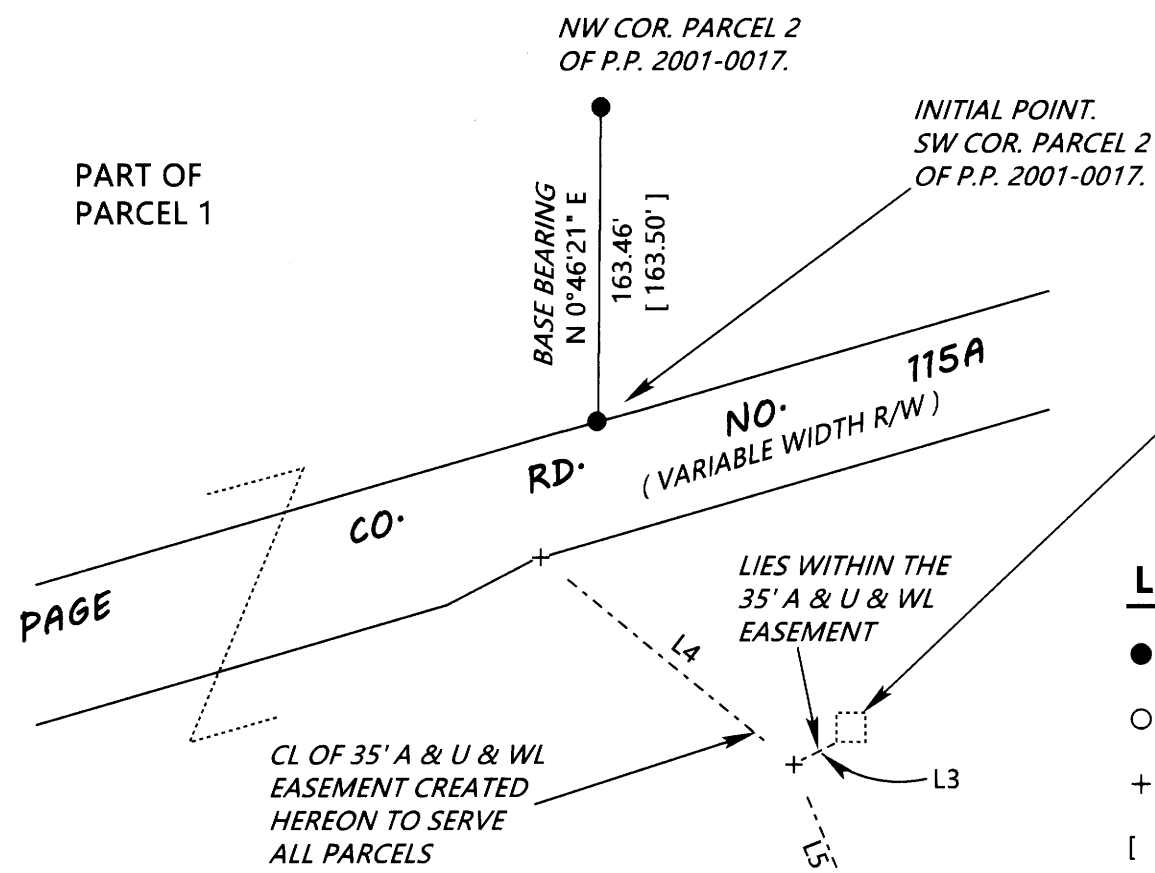 NW COR. PARCEL 2
OF P.P. 2001-0017.
INITIAL POINT.
SW COR. PARCEL 2
OF P.P. 2001-0017.
PART OF
PARCEL 1
BASE BEARING
N 0°46'21" E
163.46'
[ 163.50' ]
PAGE CO. RD. NO. 115A
( VARIABLE WIDTH R/W )
LIES WITHIN THE
35' A & U & WL
EASEMENT
L4
L
CL OF 35' A & U & WL
EASEMENT CREATED
HEREON TO SERVE
ALL PARCELS
L3
L5
[